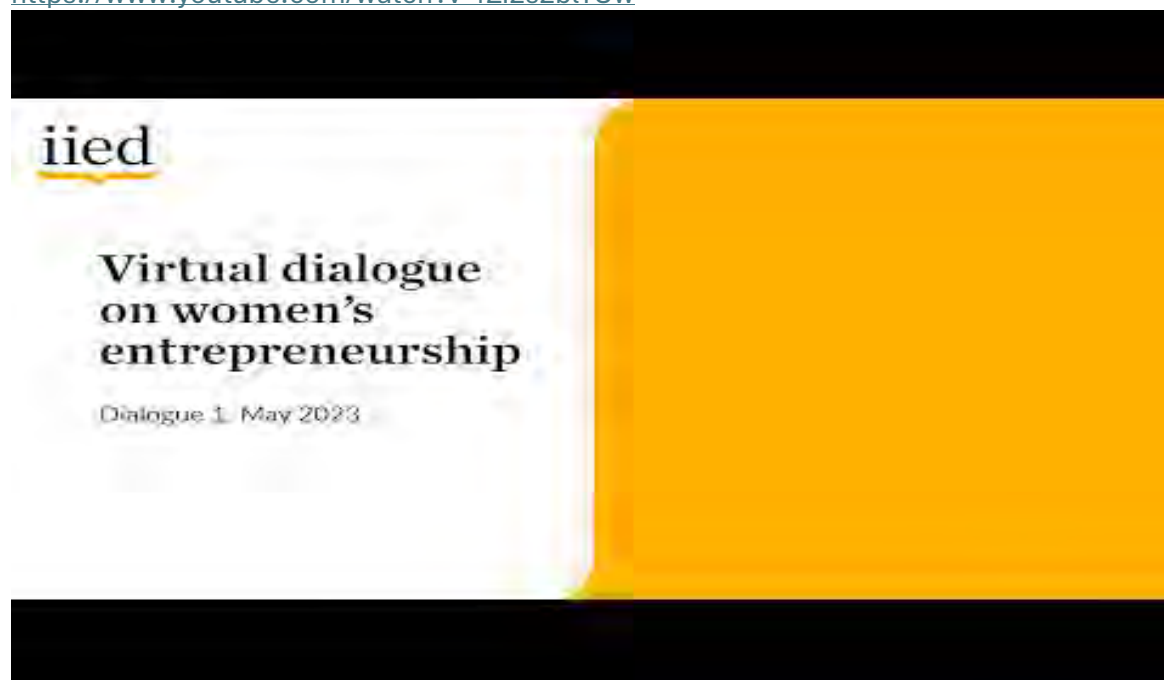 iied
Virtual dialogue
on women's
entrepreneurship
Dialogue 1. May 2023